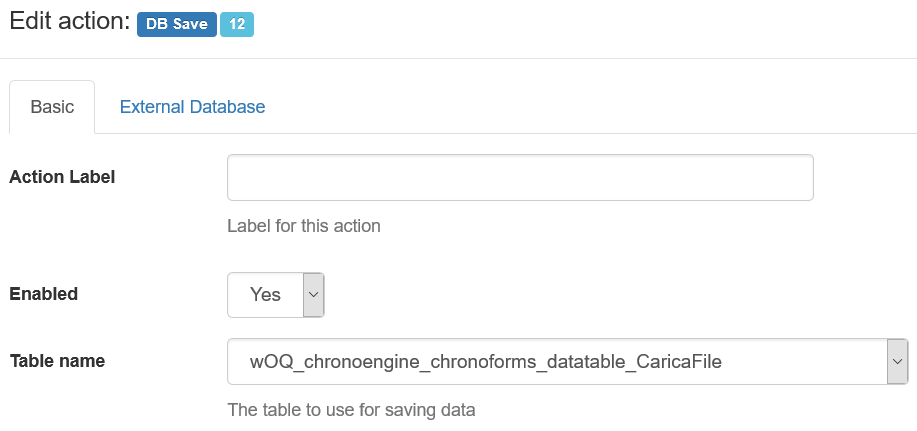 Edit action: DB Save 12
Basic External Database
Action Label
Label for this action
Enabled Yes
Table name wOQ_chronoengine_chronoforms_datatable_CaricaFile
The table to use for saving data